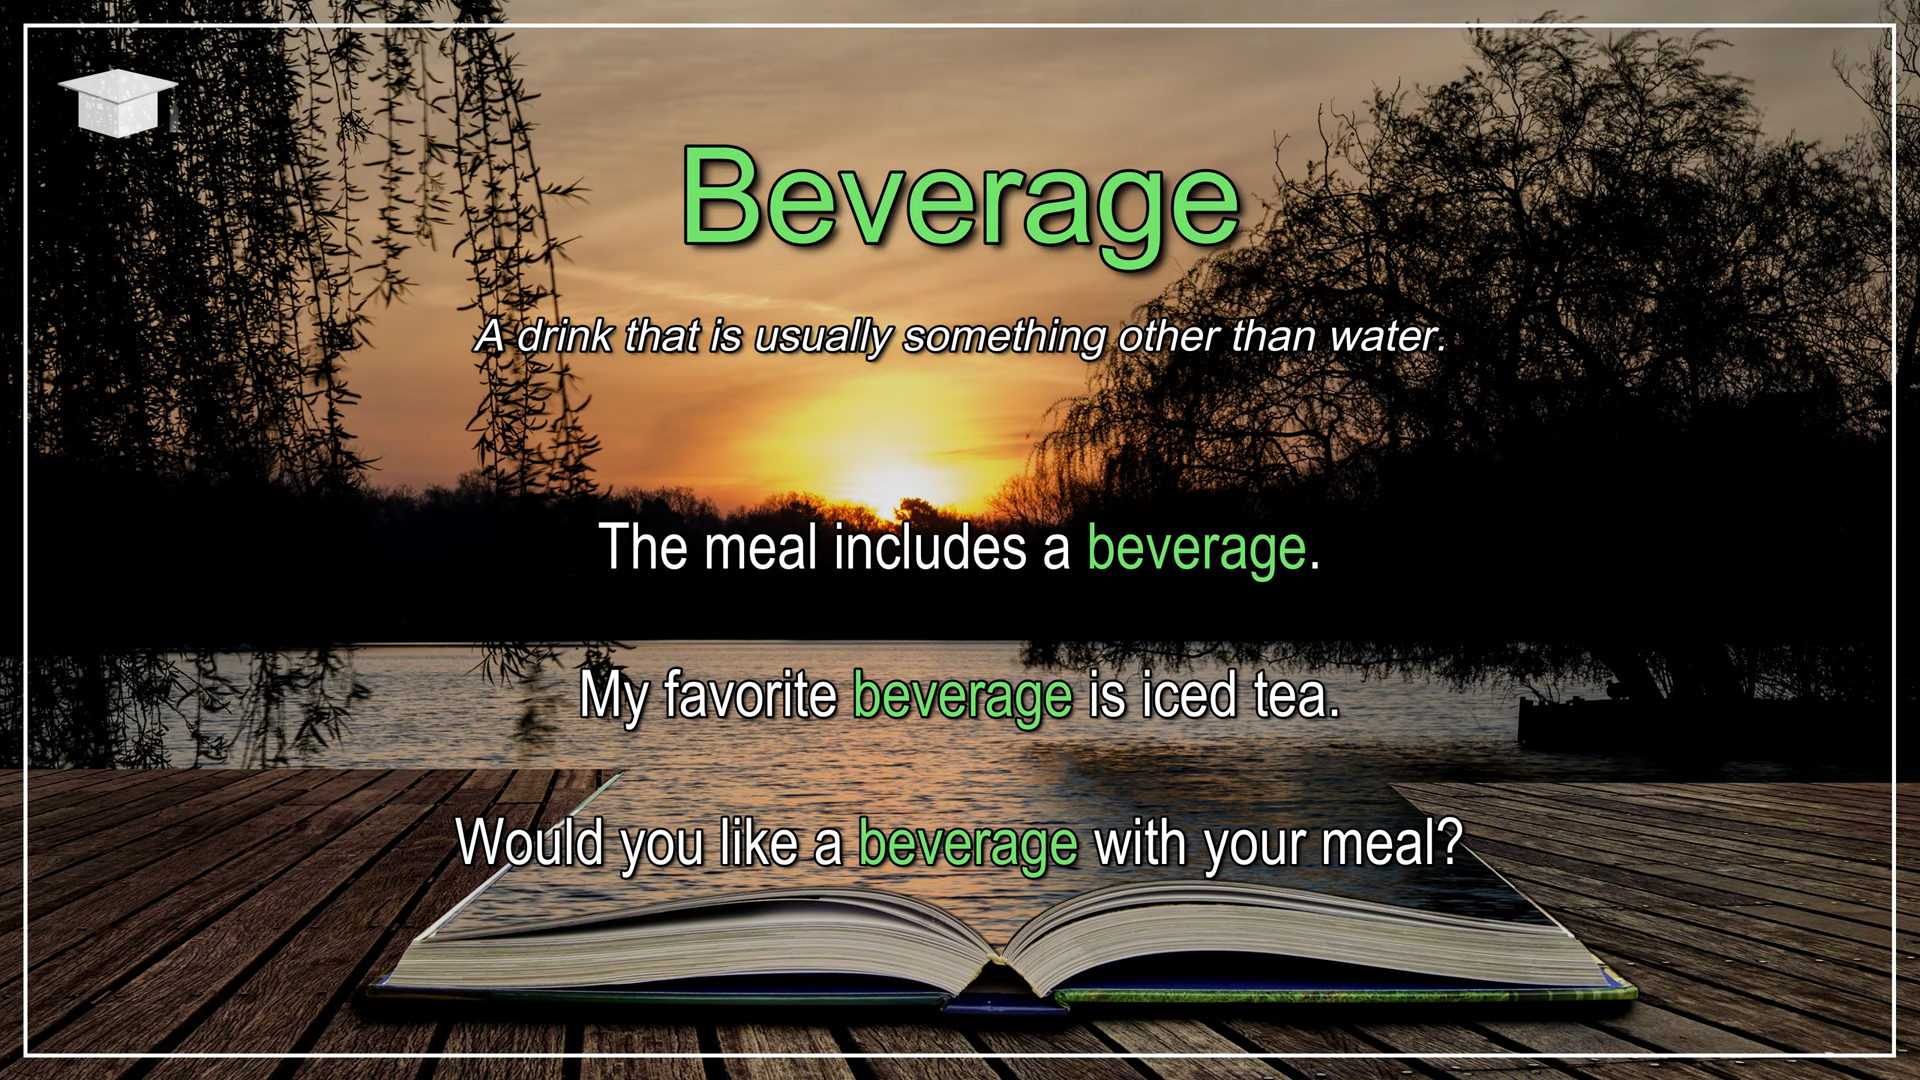 Beverage
A drink that is usually something other than water.
The meal includes a beverage.
My favorite beverage is iced tea.
Would you like a beverage with your meal?